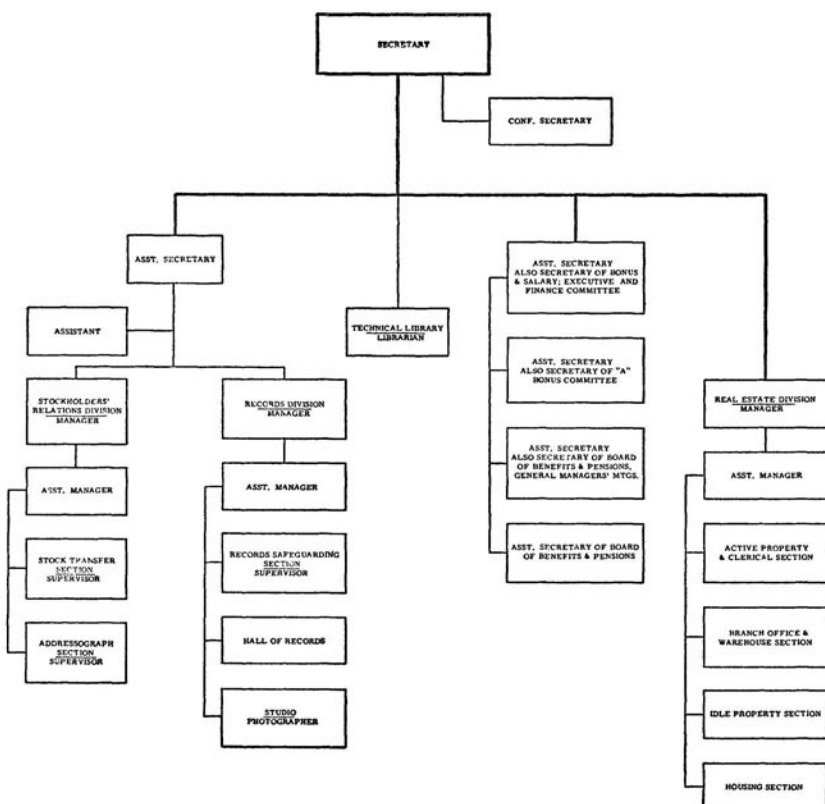 SECRETARY
CONF. SECRETARY
ASST. SECRETARY
ASSISTANT
STOCKHOLDERS'
RELATIONS DIVISION
MANAGER
ASST. MANAGER
STOCK TRANSFER
SECTION
SUPERVISOR
ADDRESSOGRAPH
SECTION
SUPERVISOR
RECORDS DIVISION
MANAGER
ASST. MANAGER
RECORDS SAFEGUARDING
SECTION
SUPERVISOR
HALL OF RECORDS
STUDIO
PHOTOGRAPHER
TECHNICAL LIBRARY
LIBRARIAN
ASST. SECRETARY
ALSO SECRETARY OF BONUS
& SALARY; EXECUTIVE AND
FINANCE COMMITTEE
ASST. SECRETARY
ALSO SECRETARY OF "A"
BONUS COMMITTEE
ASST. SECRETARY
ALSO SECRETARY OF BOARD
OF BENEFITS & PENSIONS,
GENERAL MANAGERS' MTGS.
ASST. SECRETARY OF BOARD
OF BENEFITS & PENSIONS
REAL ESTATE DIVISION
MANAGER
ASST. MANAGER
ACTIVE PROPERTY
& CLERICAL SECTION
BRANCH OFFICE &
WAREHOUSE SECTION
IDLE PROPERTY SECTION
HOUSING SECTION